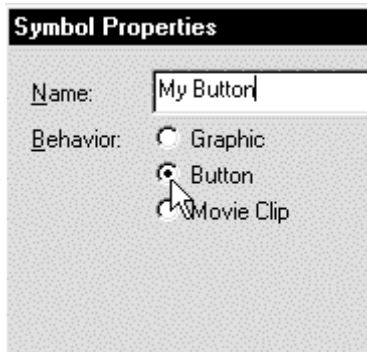 Symbol Properties
Name: My Button
Behavior: Graphic
Button
Movie Clip